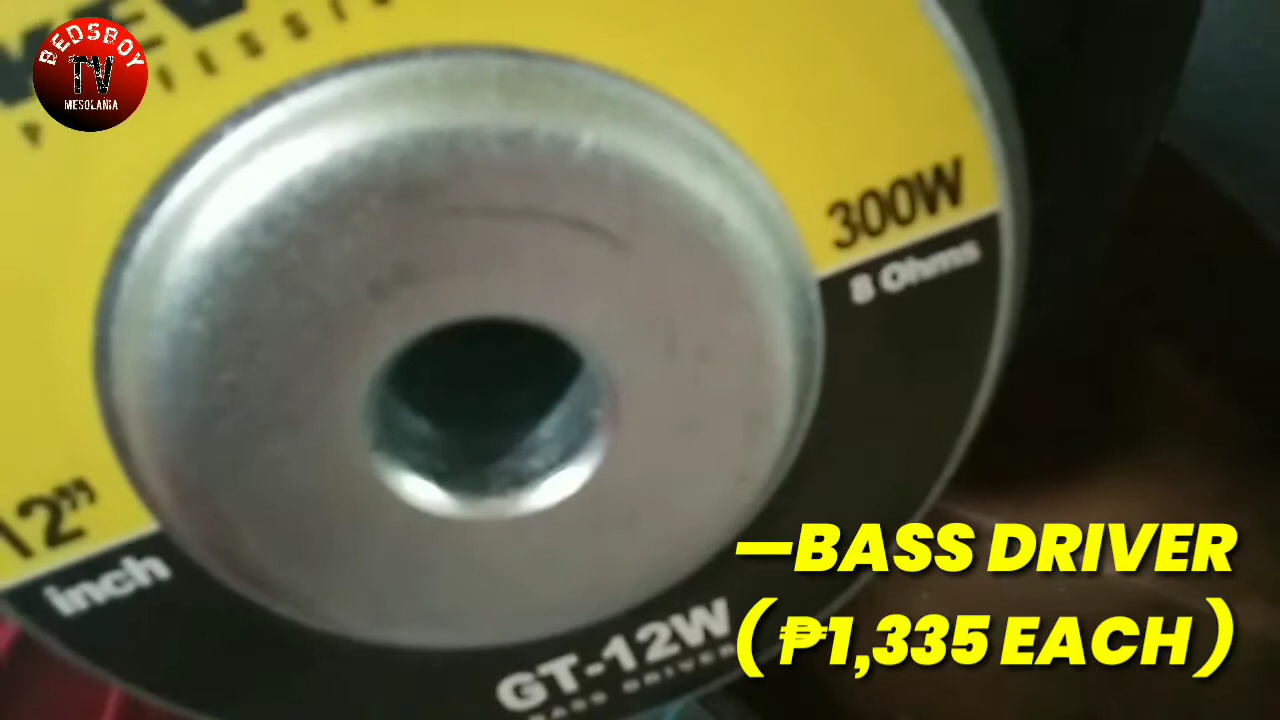 BEDSBOY
TV
MESOLANIA
300W
8 Ohms
12”
inch
GT-12W
BASS DRIVER
—BASS DRIVER
( ₱1,335 EACH )